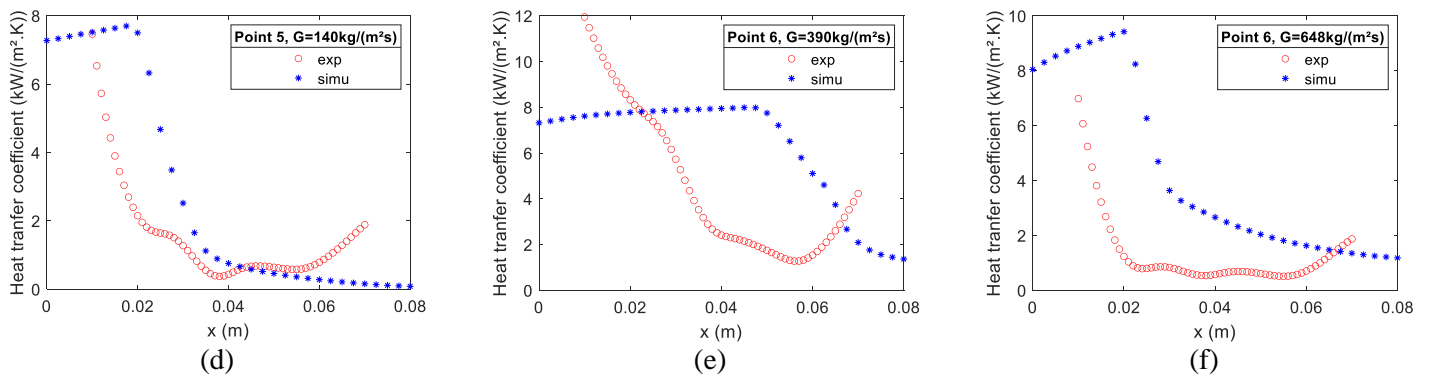 Heat tranfer coefficient (kW/(m².K))
8
6
4
2
0
Point 5, G=140kg/(m²s)
exp
simu
0 0.02 0.04 0.06 0.08
x (m)
(d)
Heat tranfer coefficient (kW/(m².K))
12
10
8
6
4
2
0
Point 6, G=390kg/(m²s)
exp
simu
0 0.02 0.04 0.06 0.08
x (m)
(e)
Heat tranfer coefficient (kW/(m².K))
10
8
6
4
2
0
Point 6, G=648kg/(m²s)
exp
simu
0 0.02 0.04 0.06 0.08
x (m)
(f)